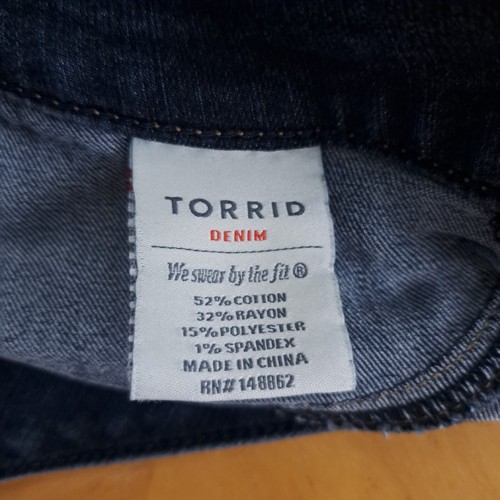 TORRID
DENIM
We swear by the fit ®
52% COTTON
32% RAYON
15% POLYESTER
1% SPANDEX
MADE IN CHINA
RN# 148862